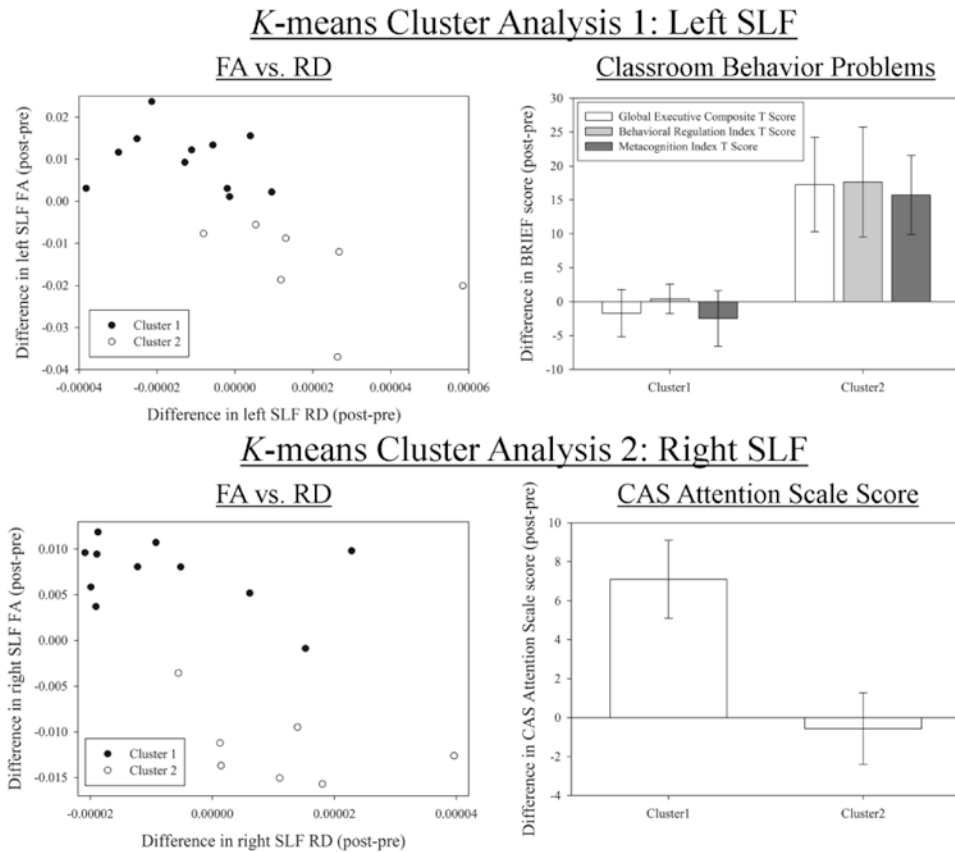 K-means Cluster Analysis 1: Left SLF
FA vs. RD
Difference in left SLF FA (post-pre)
0.02
0.01
0.00
-0.01
-0.02
-0.03
-0.04
Cluster 1
Cluster 2
-0.00004 -0.00002 0.00000 0.00002 0.00004 0.00006
Difference in left SLF RD (post-pre)
Classroom Behavior Problems
Difference in BRIEF score (post-pre)
30
25
20
15
10
5
0
-5
-10
Global Executive Composite T Score
Behavioral Regulation Index T Score
Metacognition Index T Score
Cluster1 Cluster2
K-means Cluster Analysis 2: Right SLF
FA vs. RD
Difference in right SLF FA (post-pre)
0.010
0.005
0.000
-0.005
-0.010
-0.015
Cluster 1
Cluster 2
-0.00002 0.00000 0.00002 0.00004
Difference in right SLF RD (post-pre)
CAS Attention Scale Score
Difference in CAS Attention Scale score (post-pre)
10
8
6
4
2
0
-2
-4
Cluster1 Cluster2